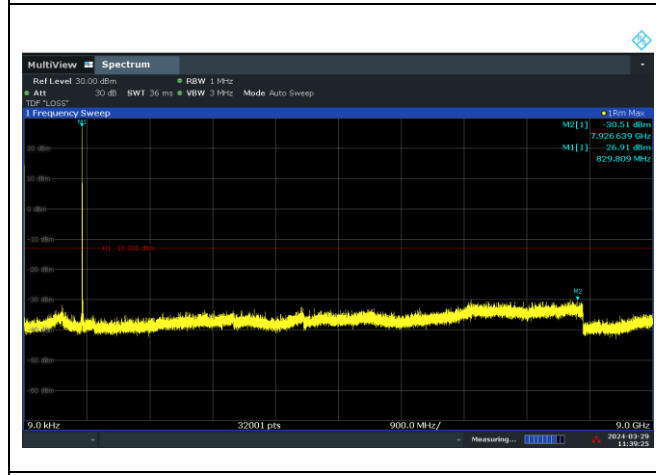 MultiView Spectrum
Ref Level 30.00 dBm RBW 1 MHz
Att 30 dB SWT 36 ms VBW 3 MHz Mode Auto Sweep
TDF "LOSS"
1 Frequency Sweep 1Rm Max
M1
M2[1] -30.51 dBm
7.926 639 GHz
M1[1] 26.91 dBm
829.809 MHz
20 dBm
10 dBm
0 dBm
-10 dBm
H1 -13.000 dBm
-20 dBm
M2
-30 dBm
-50 dBm
-60 dBm
9.0 kHz 32001 pts 900.0 MHz/ 9.0 GHz
Measuring... 2024-03-29
11:39:25